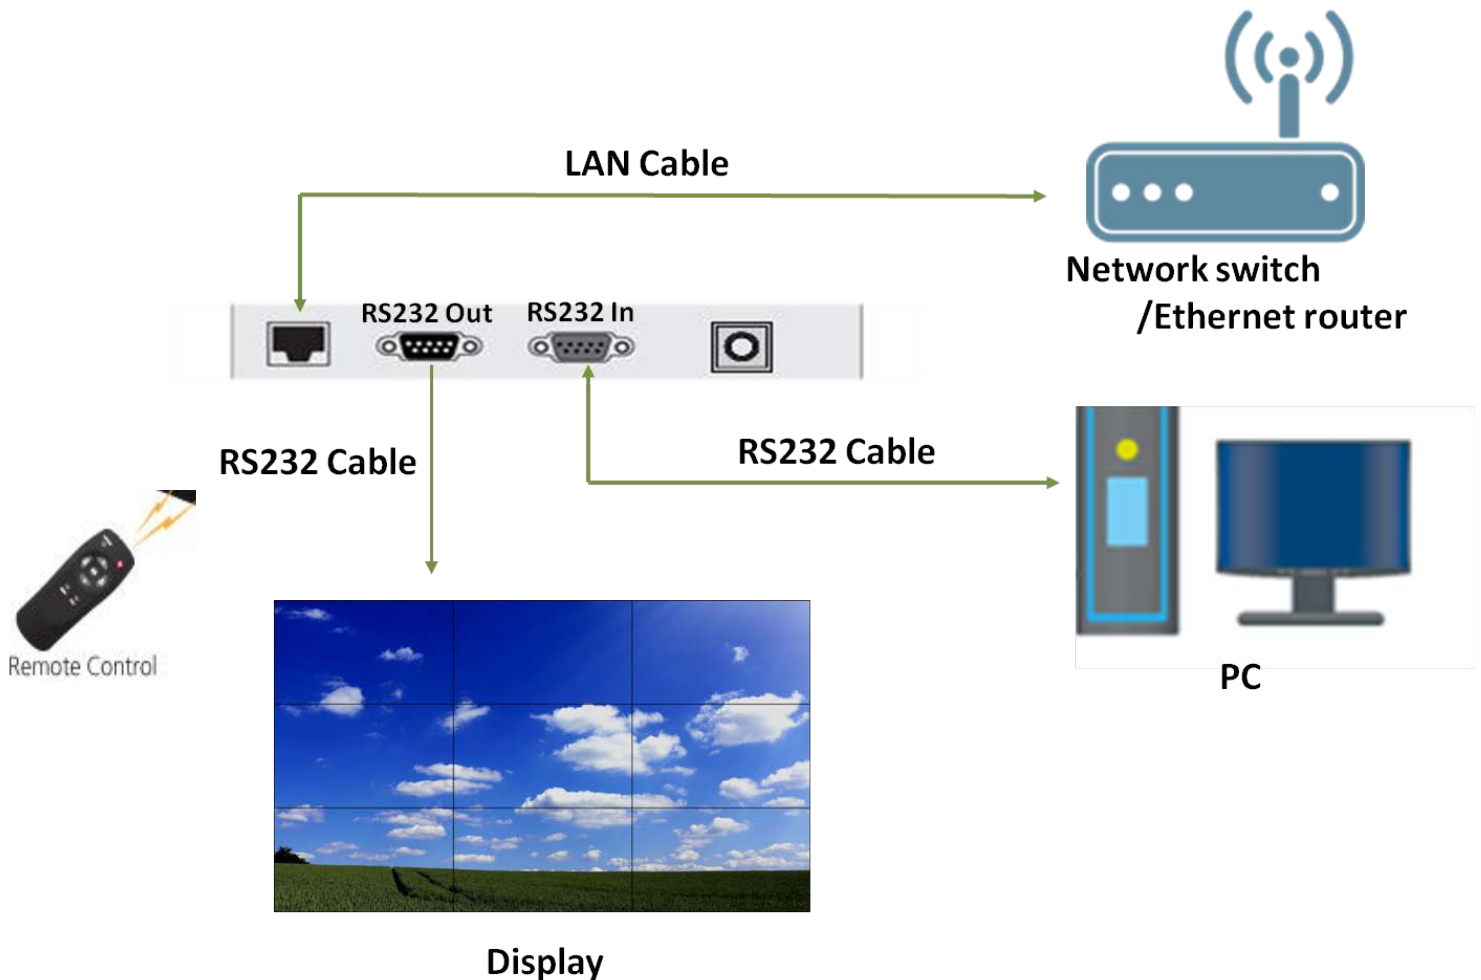 LAN Cable
Network switch
/Ethernet router
RS232 Out
RS232 In
RS232 Cable
RS232 Cable
Remote Control
PC
Display